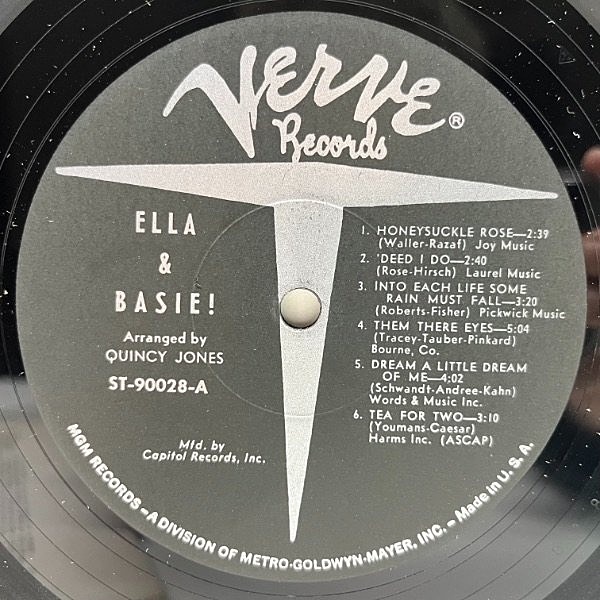 VERVE®
Records
ELLA
&
BASIE!
Arranged by
QUINCY JONES
ST-90028-A
Mfd. by
Capitol Records, Inc.
1. HONEYSUCKLE ROSE—2:39
(Waller-Razaf) Joy Music
2. 'DEED I DO—2:40
(Rose-Hirsch) Laurel Music
3. INTO EACH LIFE SOME
RAIN MUST FALL—3:20
(Roberts-Fisher) Pickwick Music
4. THEM THERE EYES—5:04
(Tracey-Tauber-Pinkard)
Bourne, Co.
5. DREAM A LITTLE DREAM
OF ME—4:02
(Schwandt-Andree-Kahn)
Words & Music Inc.
6. TEA FOR TWO—3:10
(Youmans-Caesar)
Harms Inc. (ASCAP)
MGM RECORDS – A DIVISION OF METRO-GOLDWYN-MAYER, INC. – Made in U. S. A.